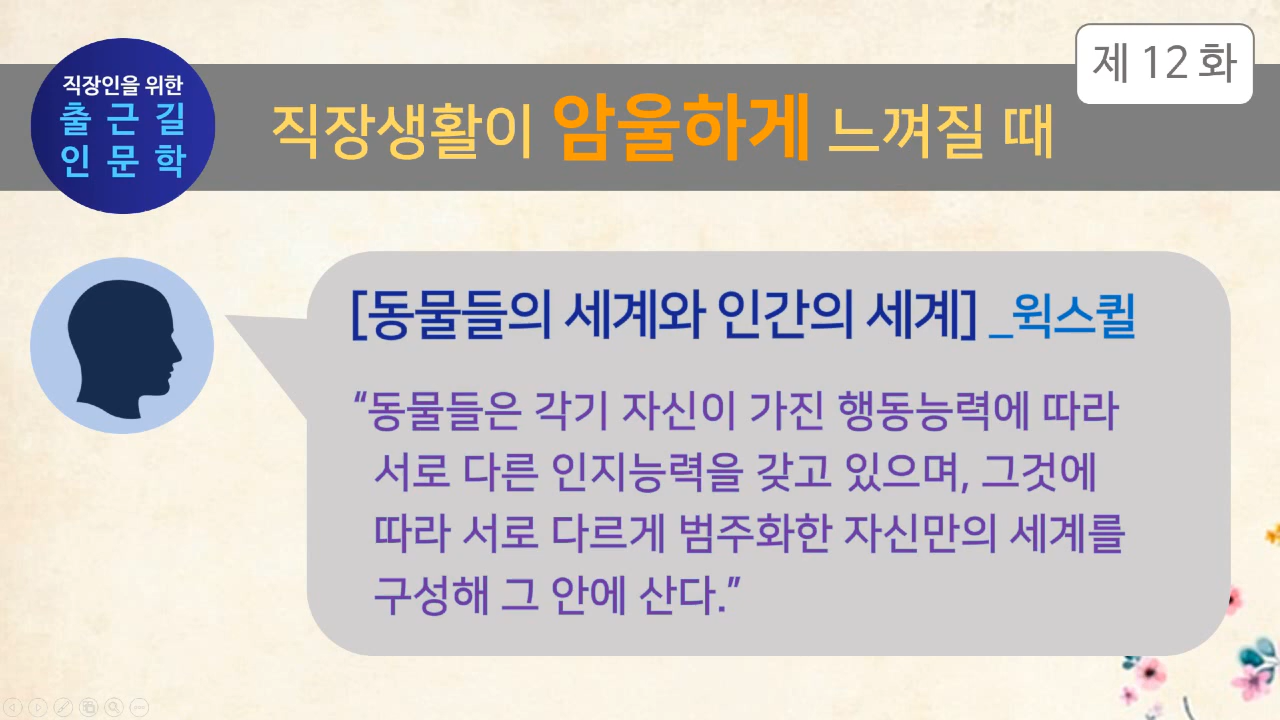 직장인을 위한
출근길
인문학
직장생활이 암울하게 느껴질 때
제 12 화
[동물들의 세계와 인간의 세계] _윅스퀼
“동물들은 각기 자신이 가진 행동능력에 따라
서로 다른 인지능력을 갖고 있으며, 그것에
따라 서로 다르게 범주화한 자신만의 세계를
구성해 그 안에 산다.”